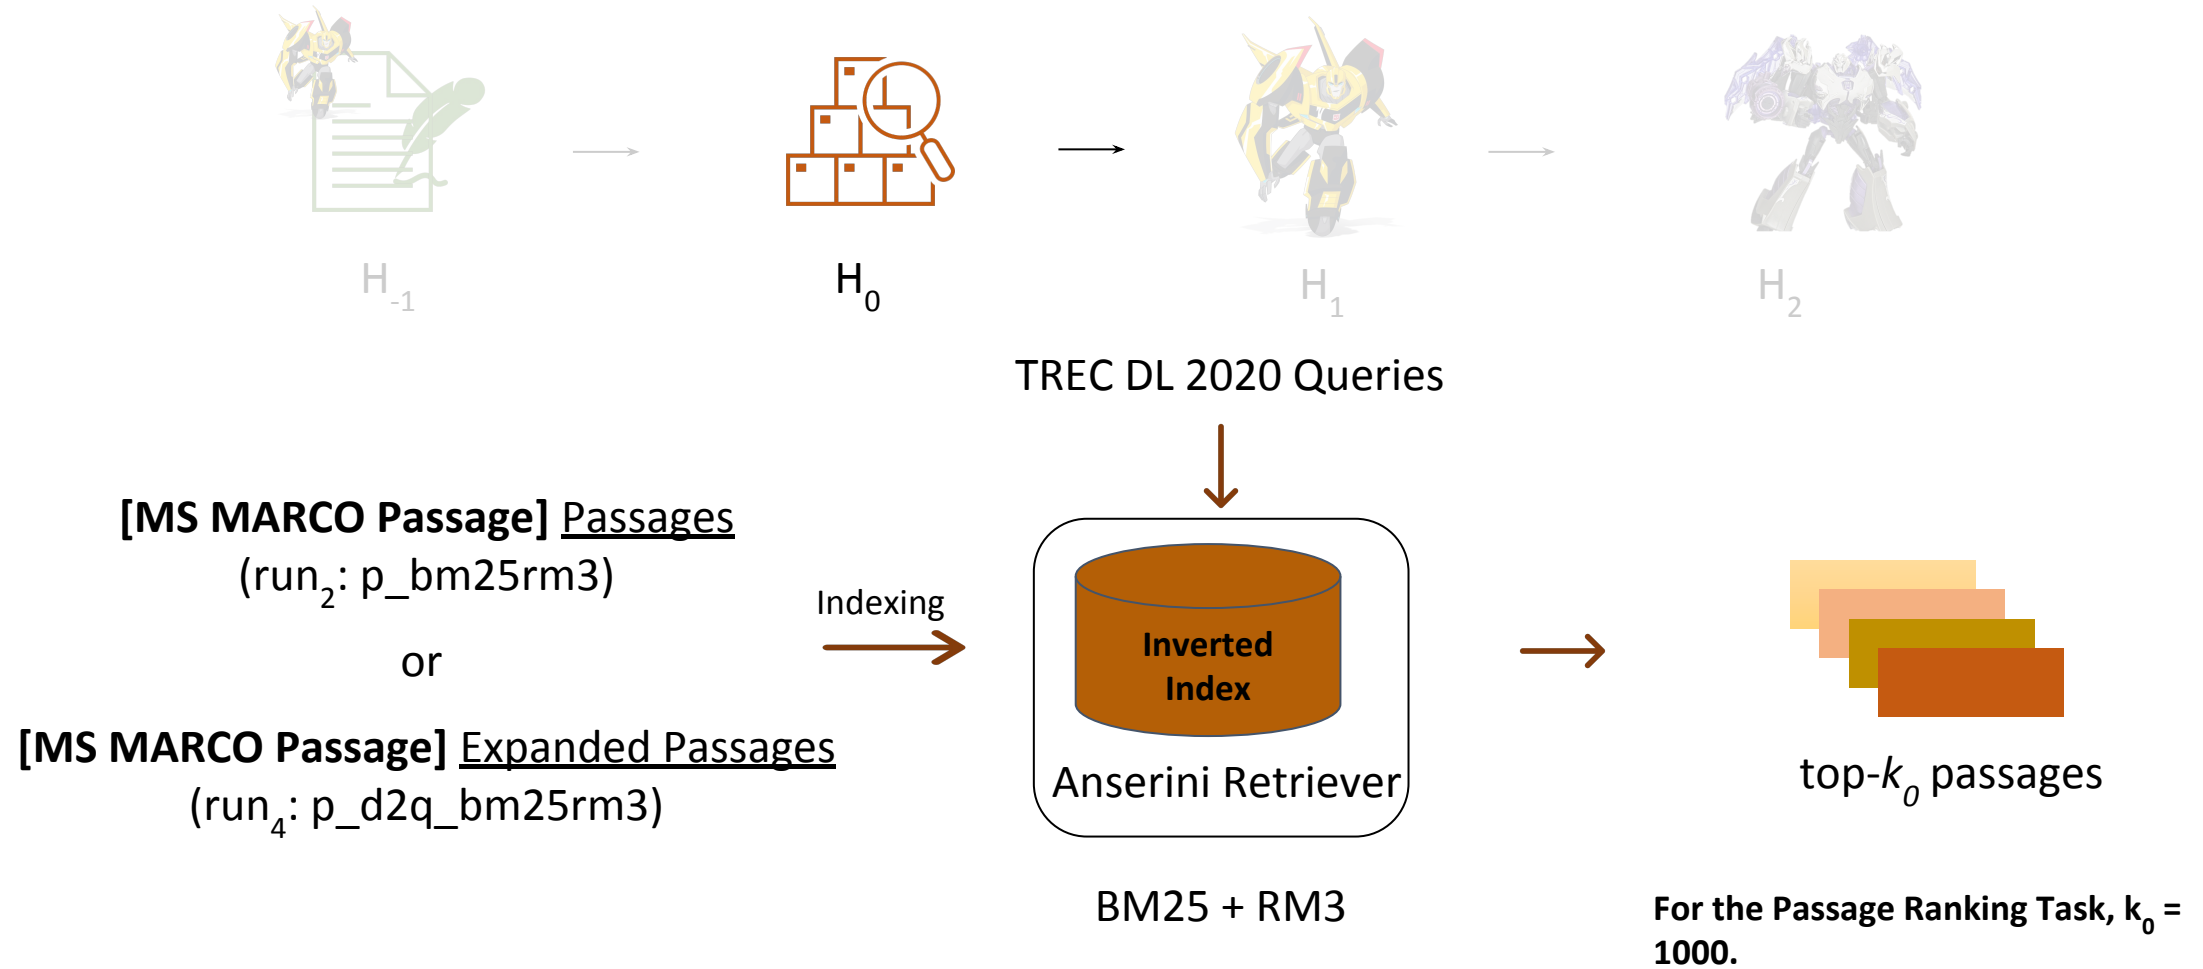 H-1
H0
H1
H2
TREC DL 2020 Queries
[MS MARCO Passage] Passages
(run2: p_bm25rm3)
or
[MS MARCO Passage] Expanded Passages
(run4: p_d2q_bm25rm3)
Indexing
Inverted
Index
Anserini Retriever
BM25 + RM3
top-k0 passages
For the Passage Ranking Task, k0 =
1000.